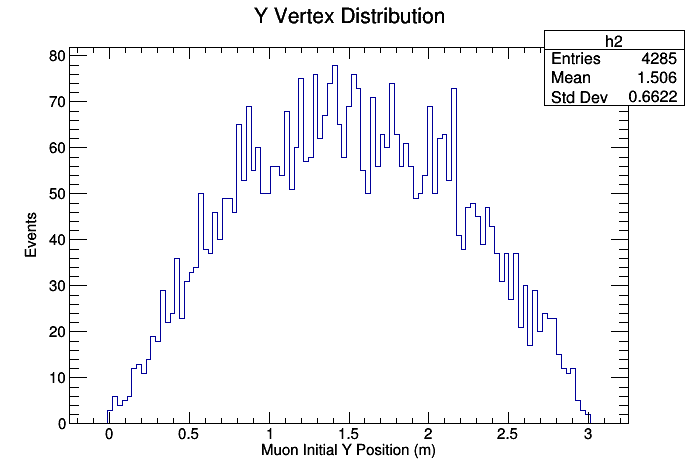 Y Vertex Distribution
h2
Entries 4285
Mean 1.506
Std Dev 0.6622
80
70
60
50
40
30
20
10
0
Events
0 0.5 1 1.5 2 2.5 3
Muon Initial Y Position (m)